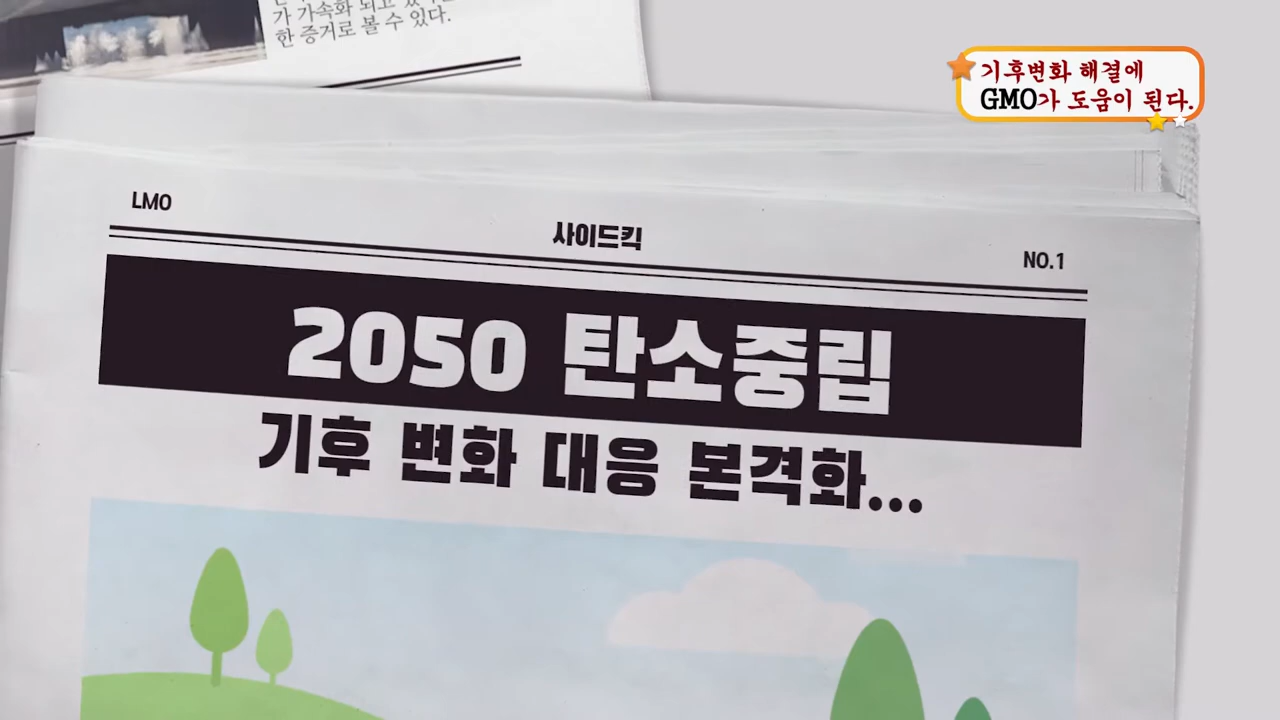 가 가속화 되고
한 증거로 볼 수 있다.
기후변화 해결에
GMO가 도움이 된다.
LMO
사이드킥
NO.1
2050 탄소중립
기후 변화 대응 본격화...